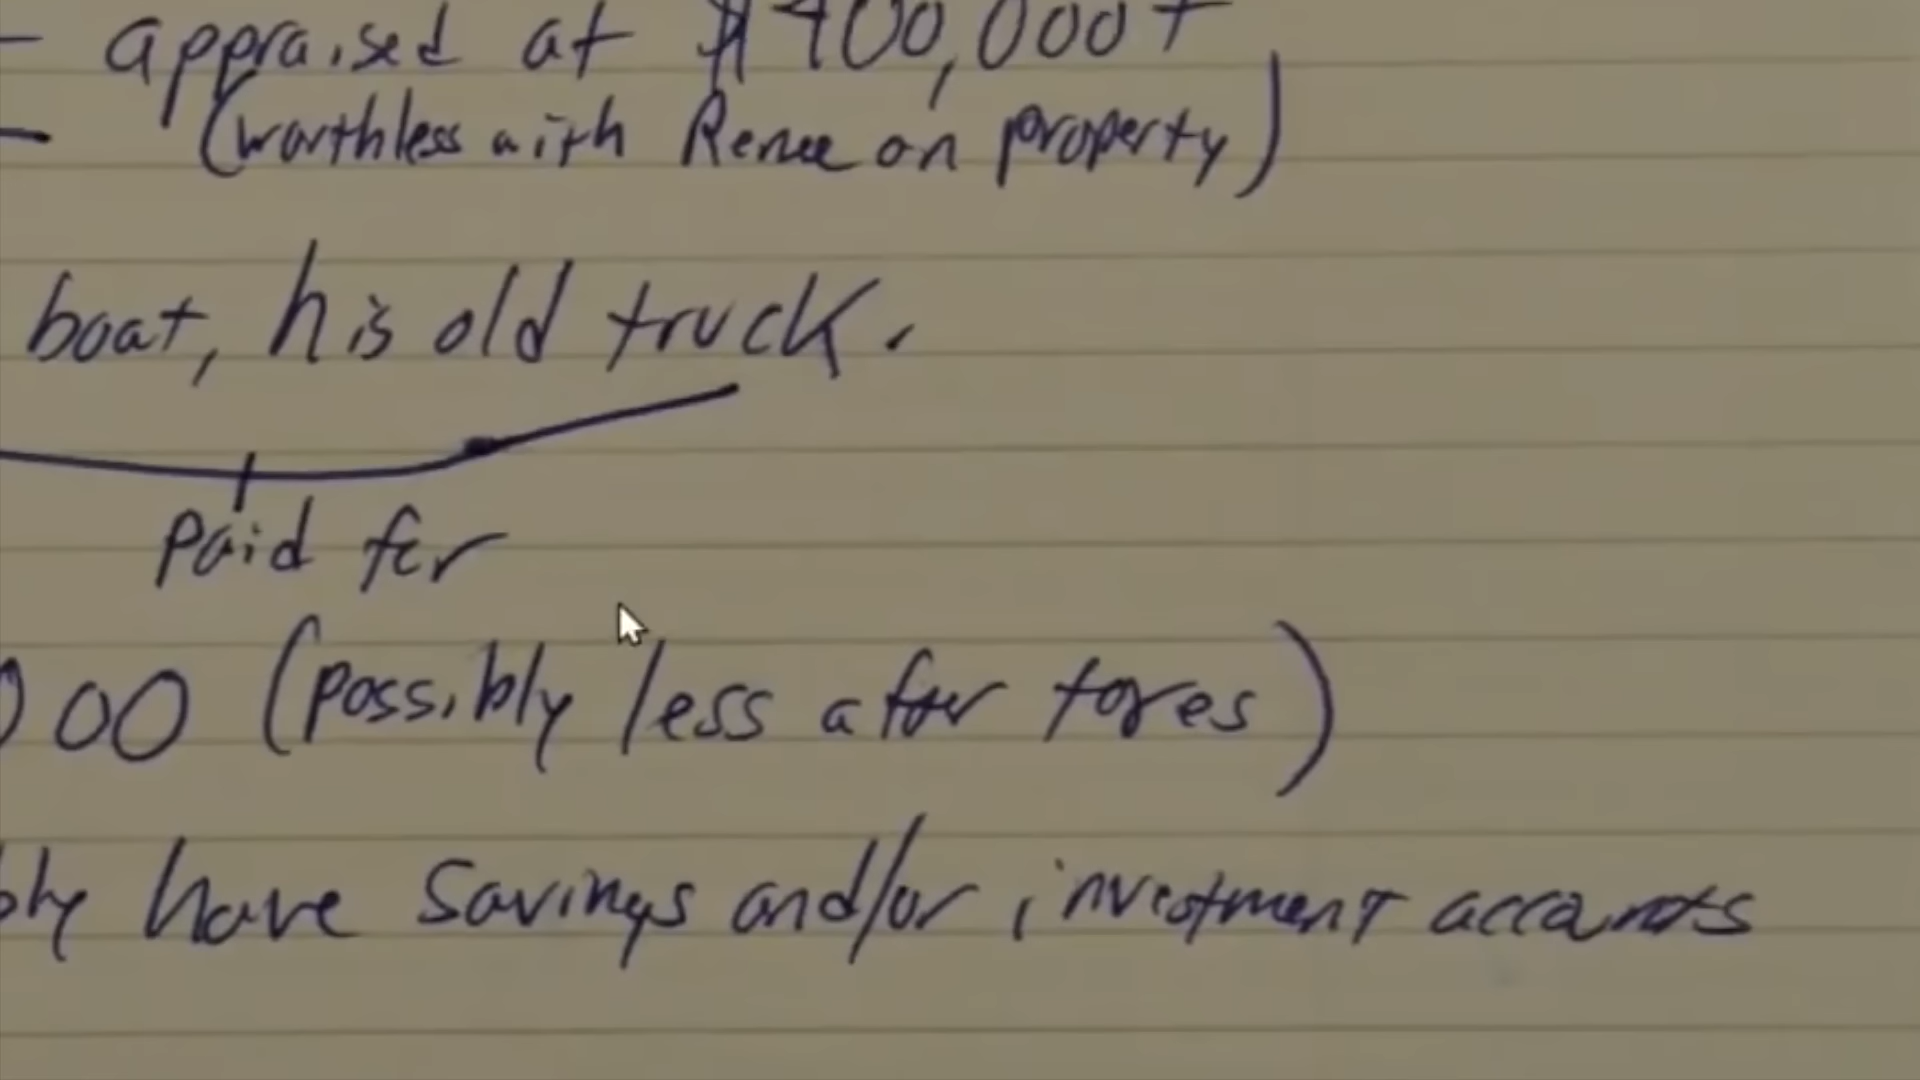 - appraised at $400,000+
- (worthless with Renee on property)
boat, his old truck.
Paid for
00 (possibly less after taxes)
bly have Savings and/or investment accounts